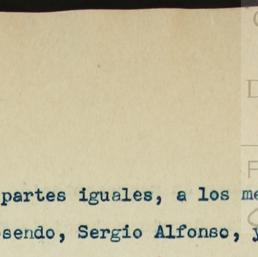 partes iguales, a los me
sendo, Sergio Alfonso, y